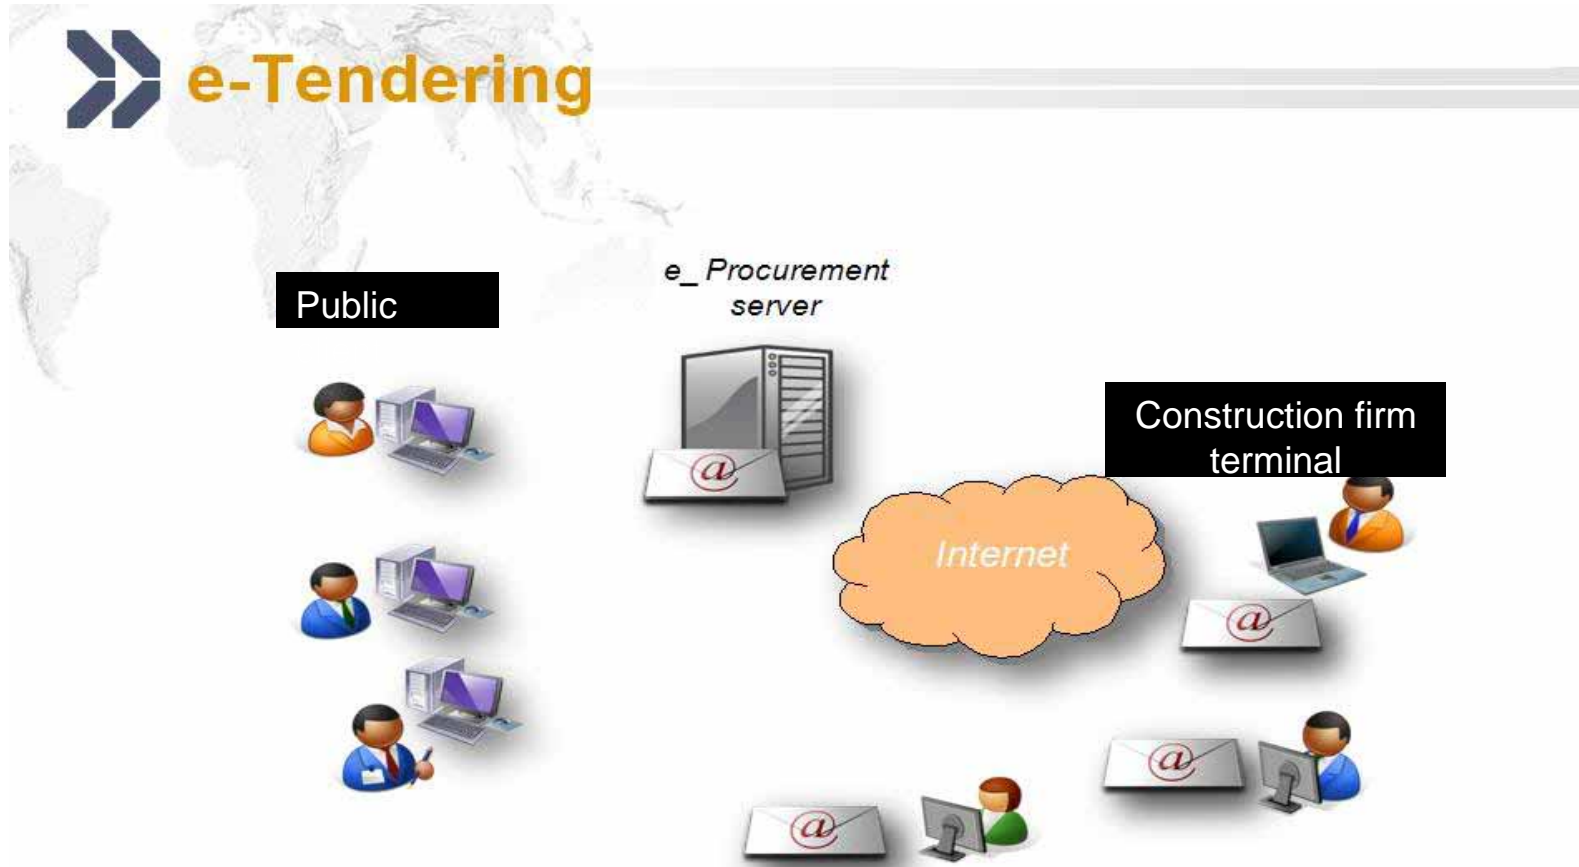 e-Tendering
e_ Procurement
server
Public
Construction firm
terminal
Internet
@
@
@
@